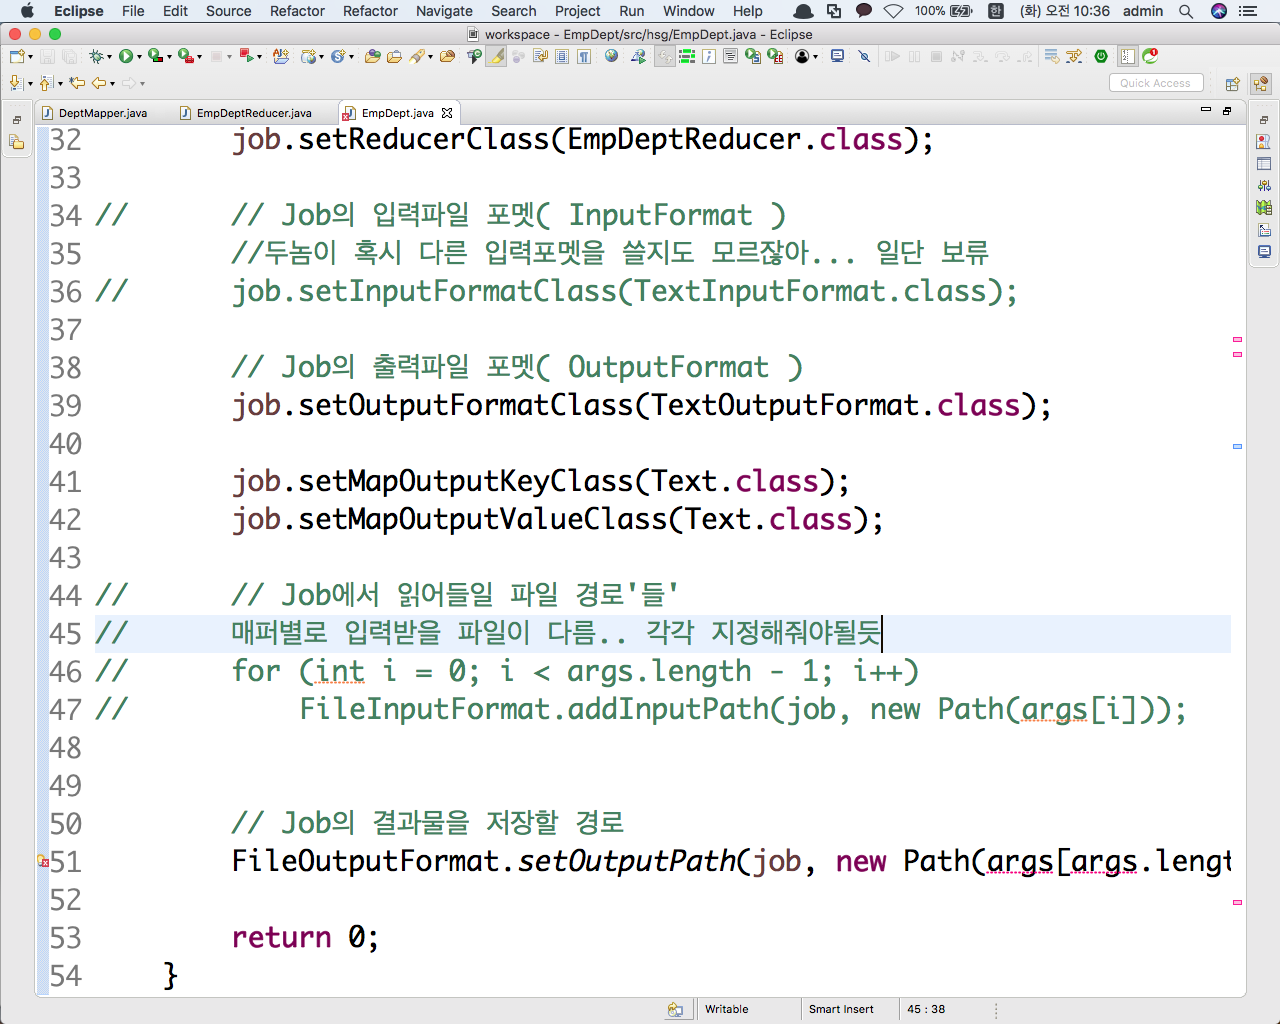 Eclipse File Edit Source Refactor Refactor Navigate Search Project Run Window Help 100% 한 (화) 오전 10:36 admin
workspace - EmpDept/src/hsg/EmpDept.java - Eclipse
Quick Access
DeptMapper.java EmpDeptReducer.java EmpDept.java
32 job.setReducerClass(EmpDeptReducer.class);
33
34 // // Job의 입력파일 포멧( InputFormat )
35 //두놈이 혹시 다른 입력포멧을 쓸지도 모르잖아... 일단 보류
36 // job.setInputFormatClass(TextInputFormat.class);
37
38 // Job의 출력파일 포멧( OutputFormat )
39 job.setOutputFormatClass(TextOutputFormat.class);
40
41 job.setMapOutputKeyClass(Text.class);
42 job.setMapOutputValueClass(Text.class);
43
44 // // Job에서 읽어들일 파일 경로'들'
45 // 매퍼별로 입력받을 파일이 다름.. 각각 지정해줘야될듯
46 // for (int i = 0; i < args.length - 1; i++)
47 // FileInputFormat.addInputPath(job, new Path(args[i]));
48
49
50 // Job의 결과물을 저장할 경로
51 FileOutputFormat.setOutputPath(job, new Path(args[args.lengt
52
53 return 0;
54 }
Writable Smart Insert 45 : 38